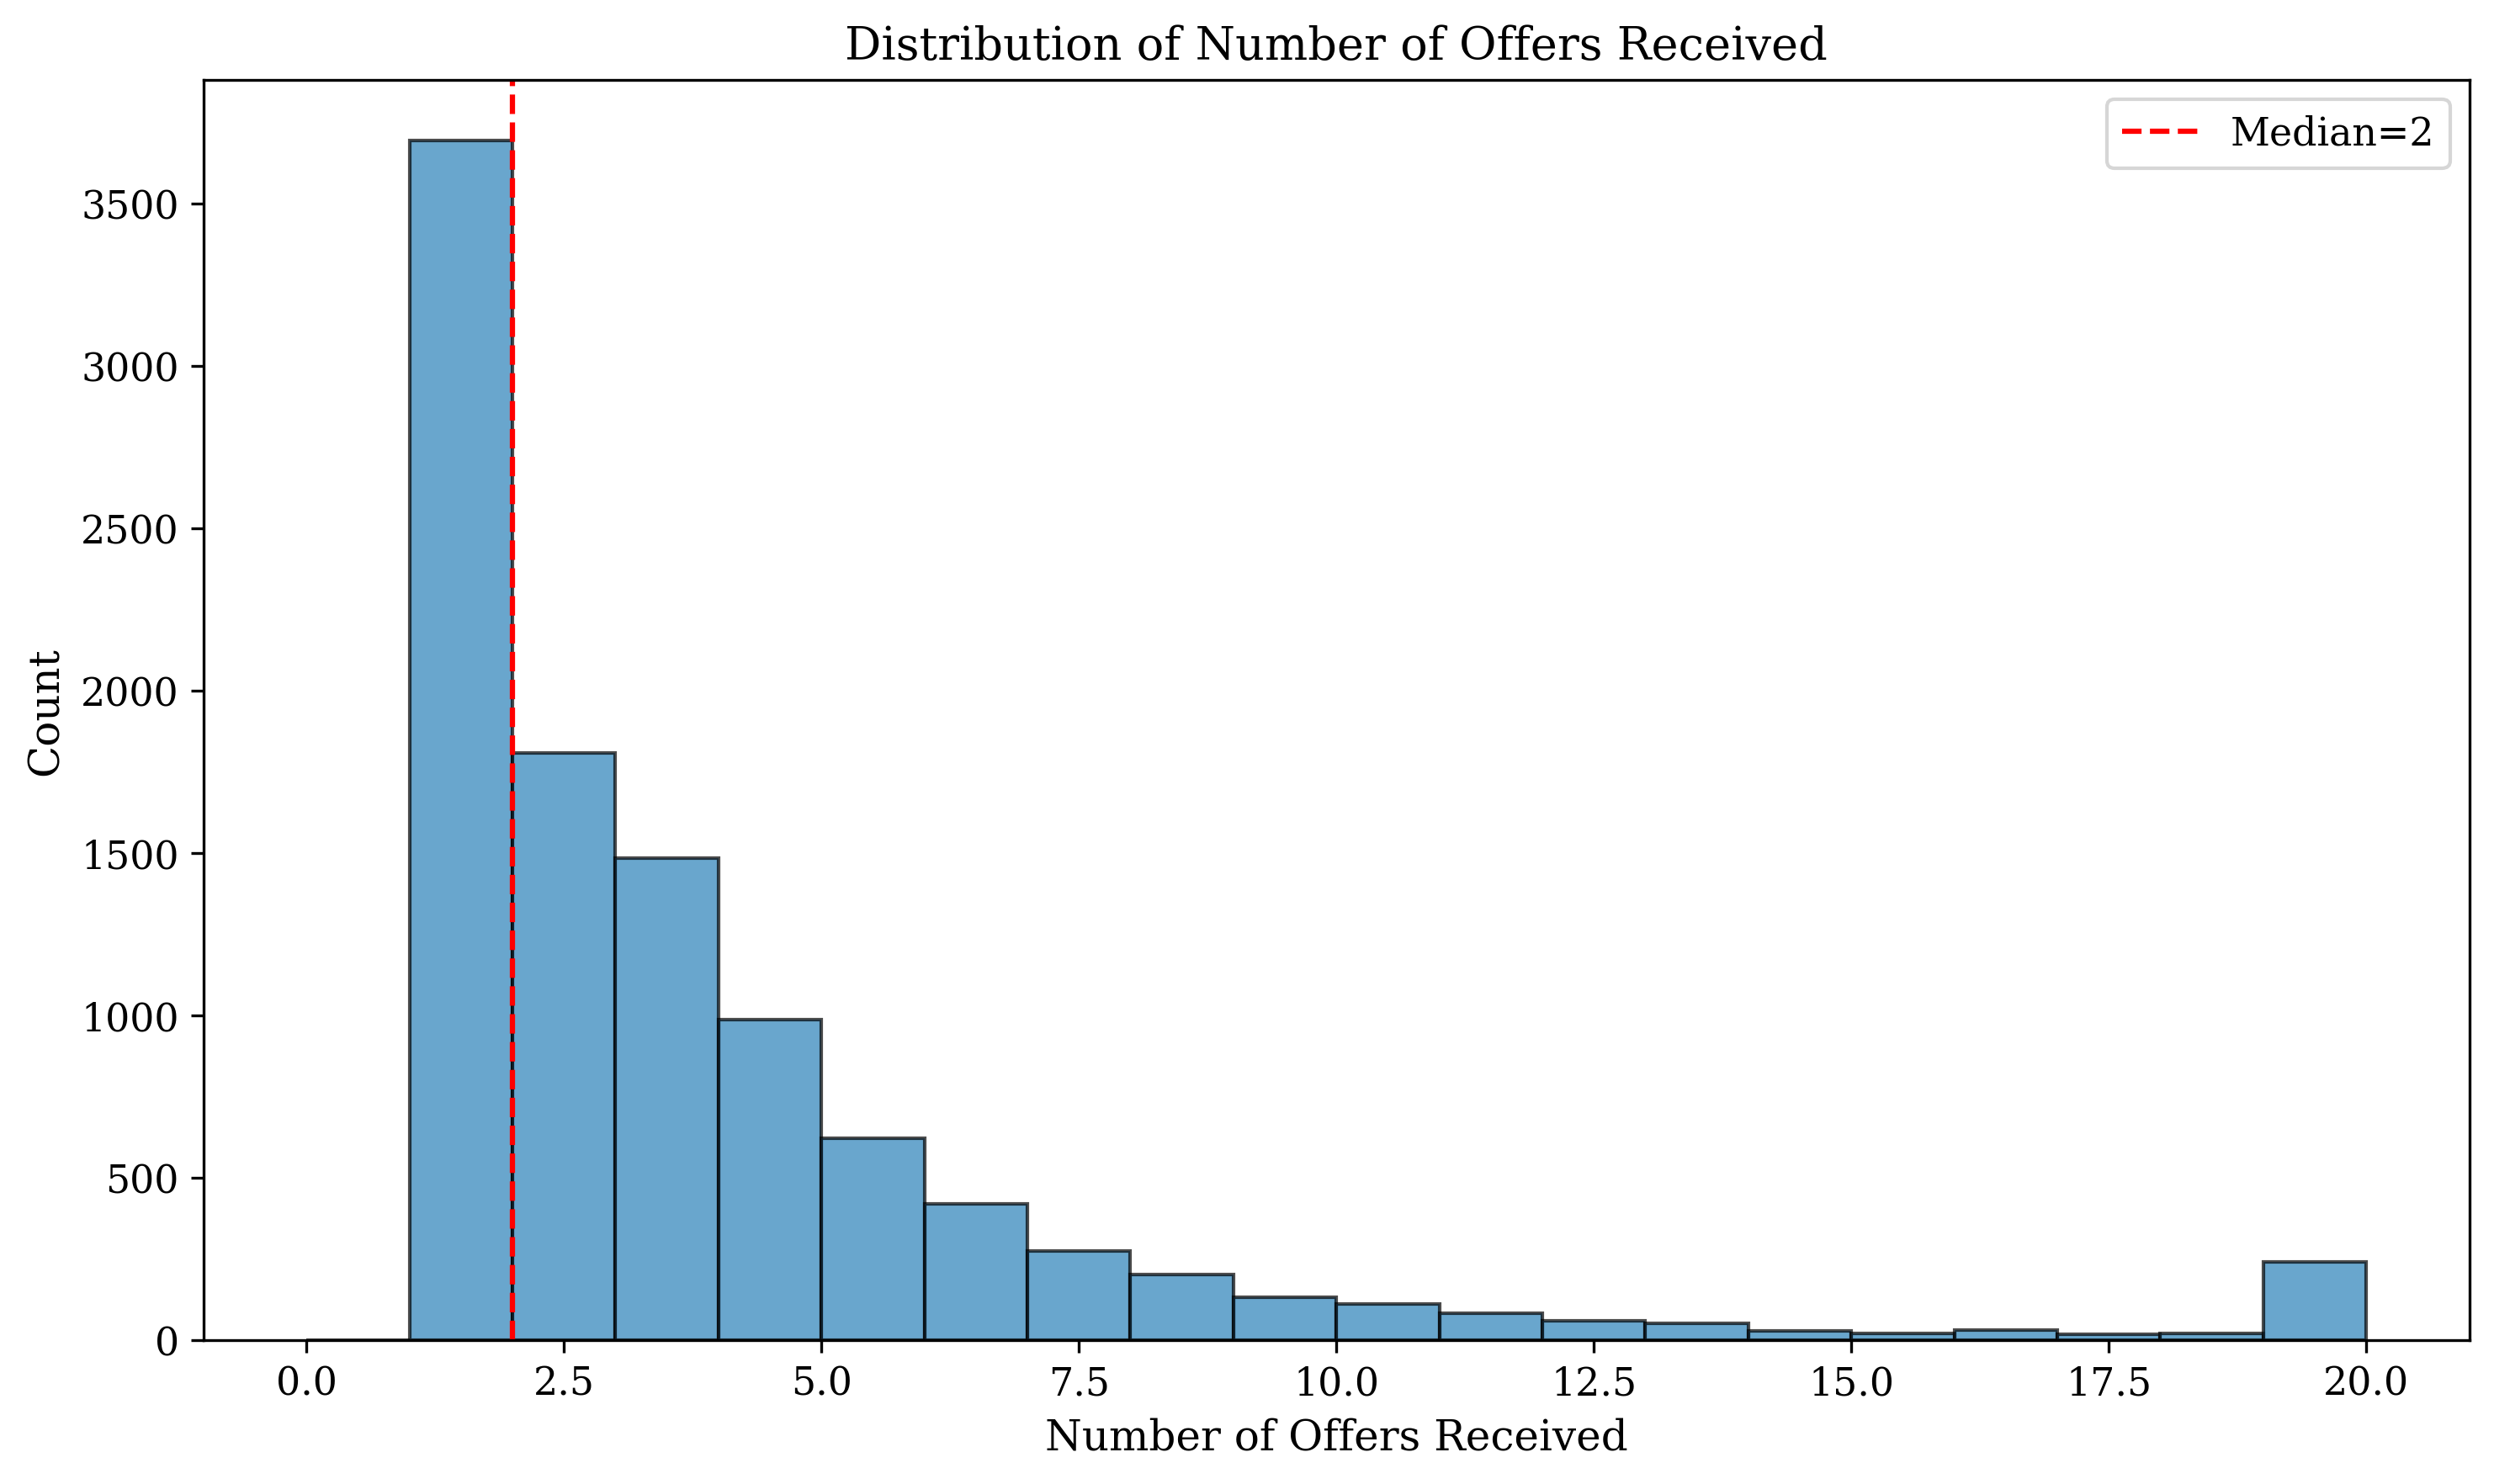 Distribution of Number of Offers Received
Median=2
Count
3500
3000
2500
2000
1500
1000
500
0
0.0 2.5 5.0 7.5 10.0 12.5 15.0 17.5 20.0
Number of Offers Received